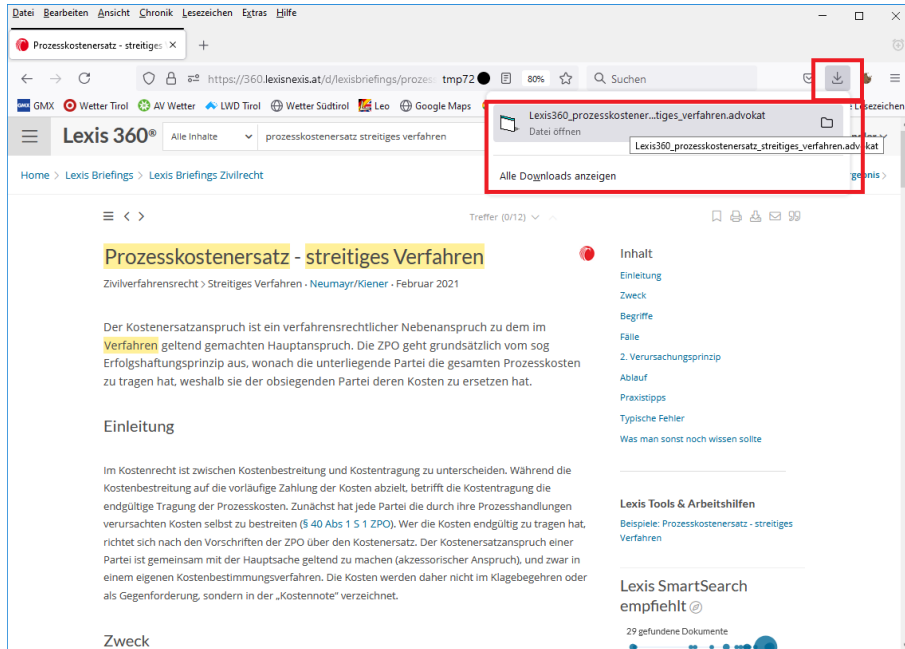 Datei Bearbeiten Ansicht Chronik Lesezeichen Extras Hilfe
Prozesskostenersatz - streitiges
https://360.lexisnexis.at/d/lexisbriefings/prozes tmp72 80% Suchen
GMX Wetter Tirol AV Wetter LWD Tirol Wetter Südtirol Leo Google Maps Lesezeichen
Lexis360_prozesskostener...tiges_verfahren.advokat
Datei öffnen
Lexis360_prozesskostenersatz_streitiges_verfahren.advokat
Alle Downloads anzeigen
Lexis 360® Alle Inhalte prozesskostenersatz streitiges verfahren
Home > Lexis Briefings > Lexis Briefings Zivilrecht
Treffer (0/12)
Prozesskostenersatz - streitiges Verfahren
Zivilverfahrensrecht > Streitiges Verfahren • Neumayr/Kiener • Februar 2021
Der Kostenersatzanspruch ist ein verfahrensrechtlicher Nebenanspruch zu dem im
Verfahren geltend gemachten Hauptanspruch. Die ZPO geht grundsätzlich vom sog
Erfolgshaftungsprinzip aus, wonach die unterliegende Partei die gesamten Prozesskosten
zu tragen hat, weshalb sie der obsiegenden Partei deren Kosten zu ersetzen hat.
Einleitung
Im Kostenrecht ist zwischen Kostenbestreitung und Kostentragung zu unterscheiden. Während die
Kostenbestreitung auf die vorläufige Zahlung der Kosten abzielt, betrifft die Kostentragung die
endgültige Tragung der Prozesskosten. Zunächst hat jede Partei die durch ihre Prozesshandlungen
verursachten Kosten selbst zu bestreiten (§ 40 Abs 1 S 1 ZPO). Wer die Kosten endgültig zu tragen hat,
richtet sich nach den Vorschriften der ZPO über den Kostenersatz. Der Kostenersatzanspruch einer
Partei ist gemeinsam mit der Hauptsache geltend zu machen (akzessorischer Anspruch), und zwar in
einem eigenen Kostenbestimmungsverfahren. Die Kosten werden daher nicht im Klagebegehren oder
als Gegenforderung, sondern in der „Kostennote" verzeichnet.
Zweck
Inhalt
Einleitung
Zweck
Begriffe
Fälle
2. Verursachungsprinzip
Ablauf
Praxistipps
Typische Fehler
Was man sonst noch wissen sollte
Lexis Tools & Arbeitshilfen
Beispiele: Prozesskostenersatz - streitiges
Verfahren
Lexis SmartSearch
empfiehlt
29 gefundene Dokumente